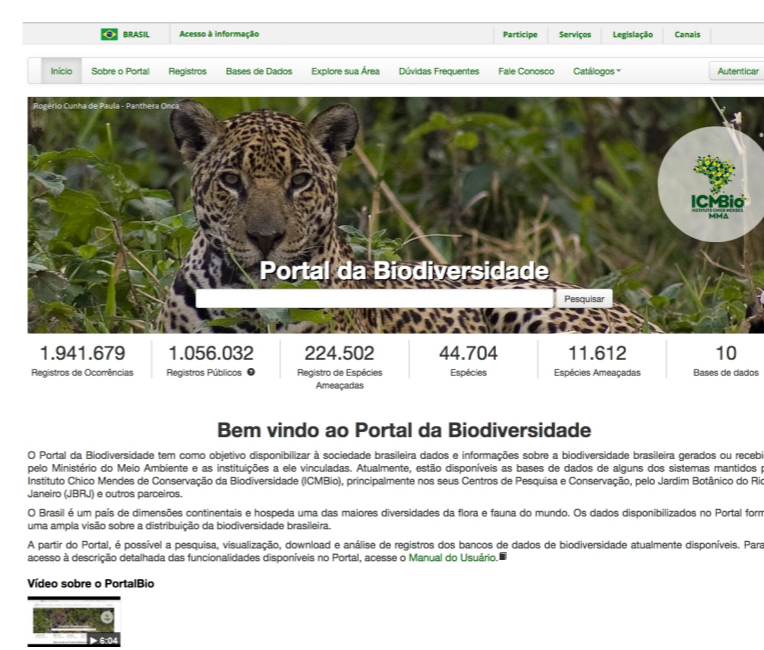 BRASIL Acesso à informação Participe Serviços Legislação Canais
Início Sobre o Portal Registros Bases de Dados Explore sua Área Dúvidas Frequentes Fale Conosco Catálogos Autenticar
Rogério Cunha de Paula - Panthera Onca
ICMBio
INSTITUTO CHICO MENDES
MMA
Portal da Biodiversidade
Pesquisar
1.941.679 1.056.032 224.502 44.704 11.612 10
Registros de Ocorrências Registros Públicos Registro de Espécies Espécies Espécies Ameaçadas Bases de dados
Ameaçadas
Bem vindo ao Portal da Biodiversidade
O Portal da Biodiversidade tem como objetivo disponibilizar à sociedade brasileira dados e informações sobre a biodiversidade brasileira gerados ou recebi
pelo Ministério do Meio Ambiente e as instituições a ele vinculadas. Atualmente, estão disponíveis as bases de dados de alguns dos sistemas mantidos p
Instituto Chico Mendes de Conservação da Biodiversidade (ICMBio), principalmente nos seus Centros de Pesquisa e Conservação, pelo Jardim Botânico do Rio
Janeiro (JBRJ) e outros parceiros.
O Brasil é um país de dimensões continentais e hospeda uma das maiores diversidades da flora e fauna do mundo. Os dados disponibilizados no Portal form
uma ampla visão sobre a distribuição da biodiversidade brasileira.
A partir do Portal, é possível a pesquisa, visualização, download e análise de registros dos bancos de dados de biodiversidade atualmente disponíveis. Para
acesso à descrição detalhada das funcionalidades disponíveis no Portal, acesse o Manual do Usuário.
Vídeo sobre o PortalBio
6:04